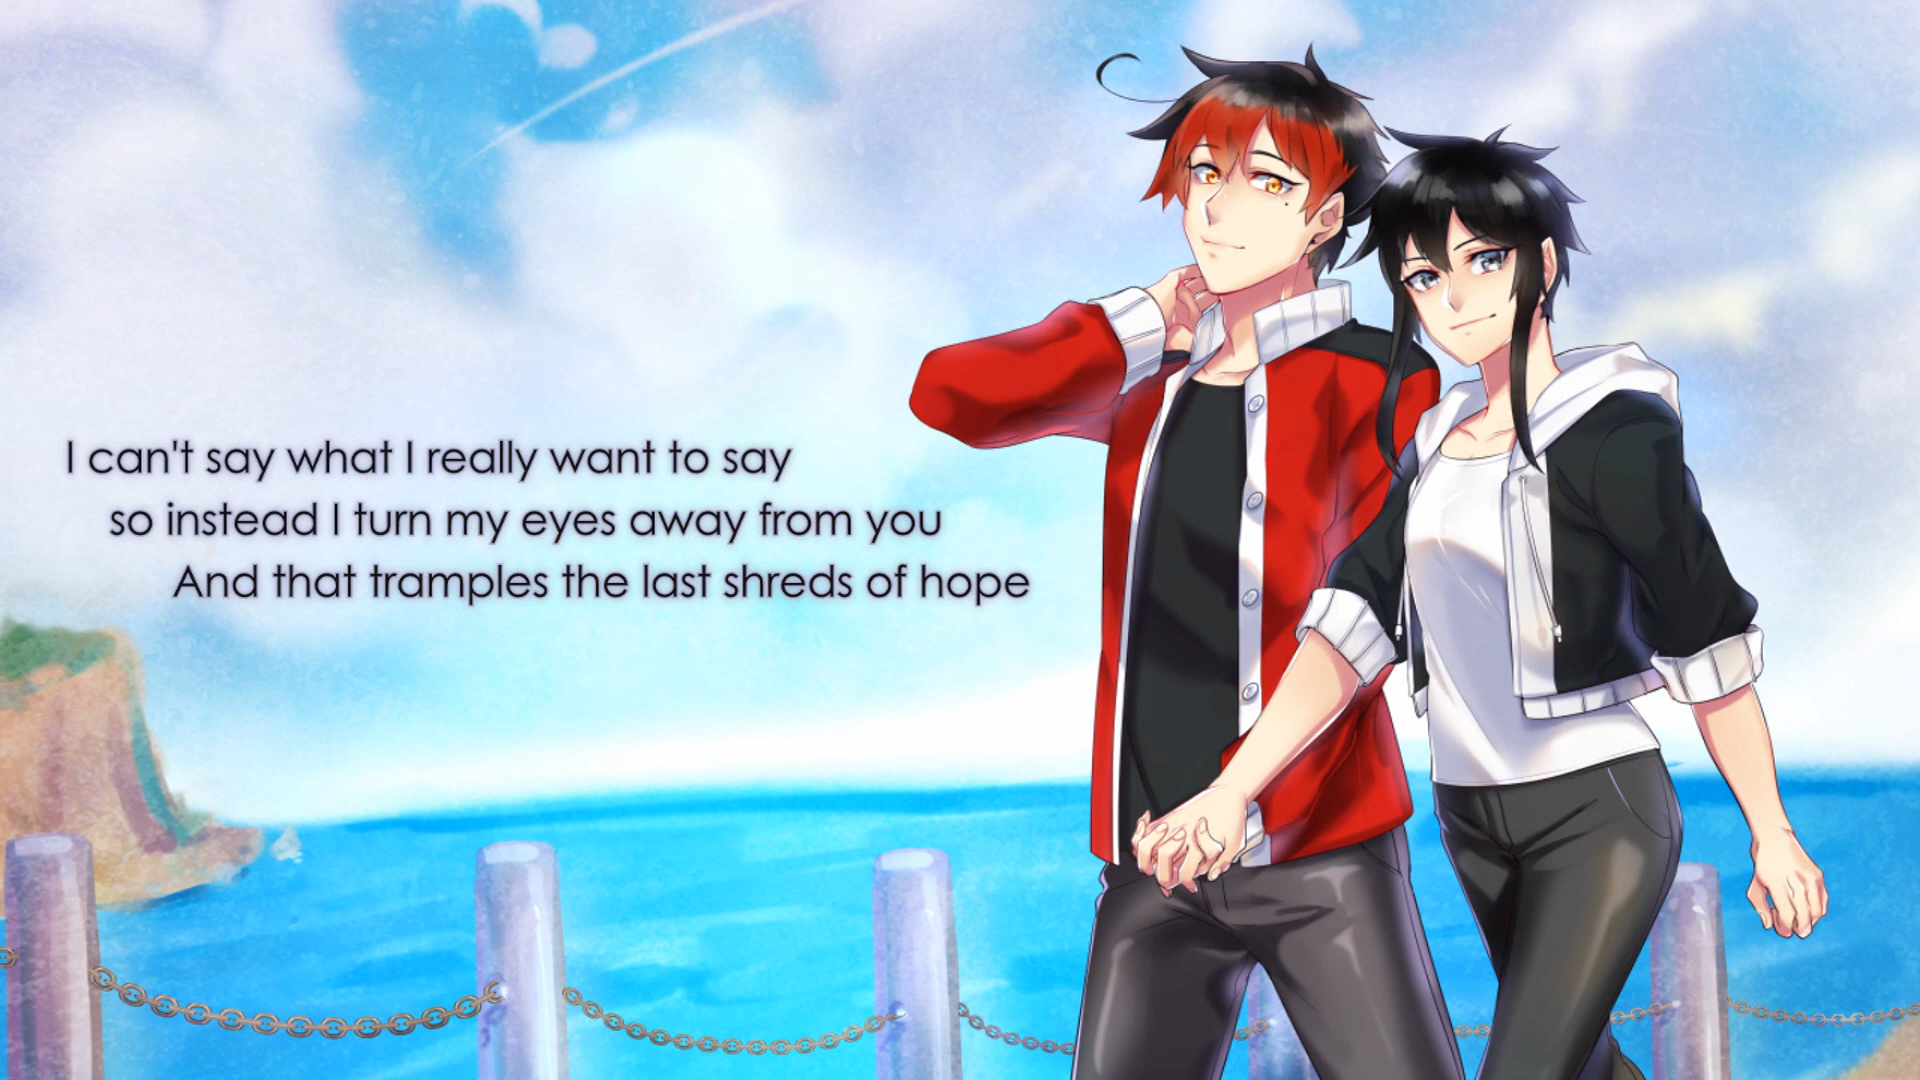 I can't say what I really want to say
so instead I turn my eyes away from you
And that tramples the last shreds of hope